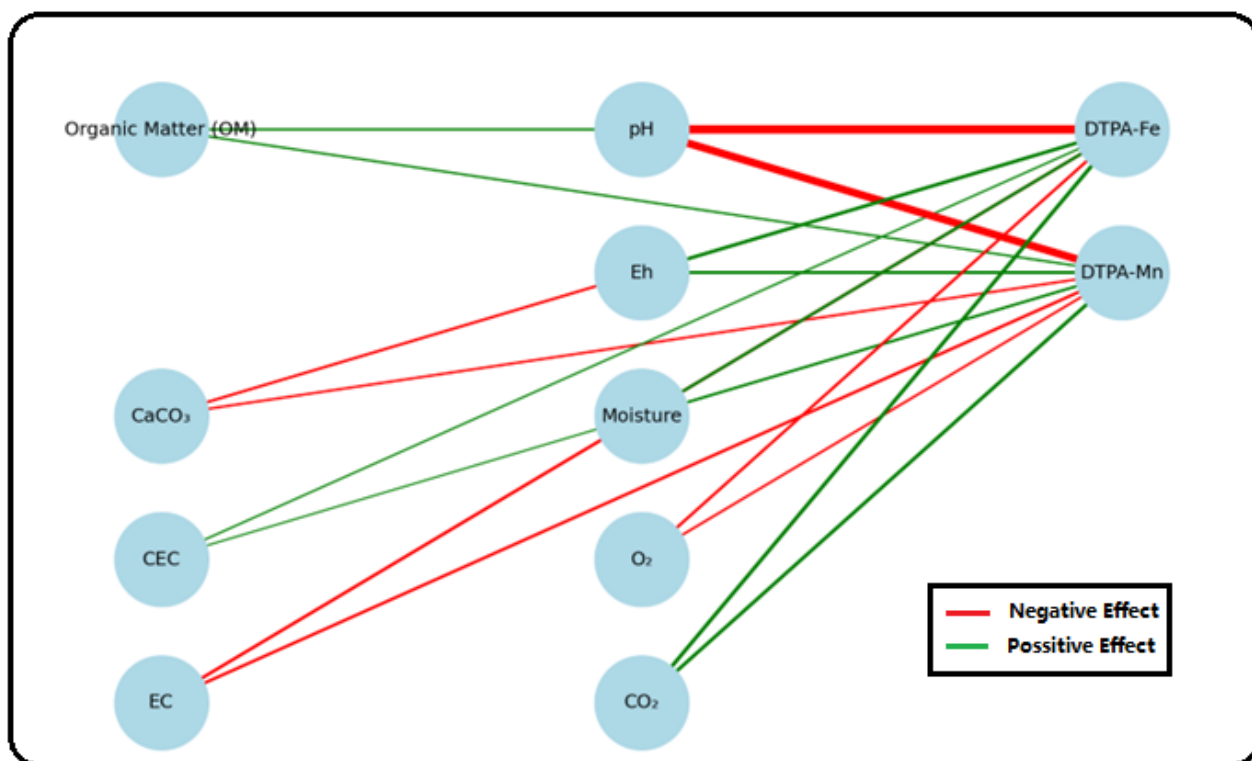 Organic Matter (OM)
pH
DTPA-Fe
Eh
DTPA-Mn
CaCO₃
Moisture
CEC
O₂
EC
CO₂
Negative Effect
Possitive Effect